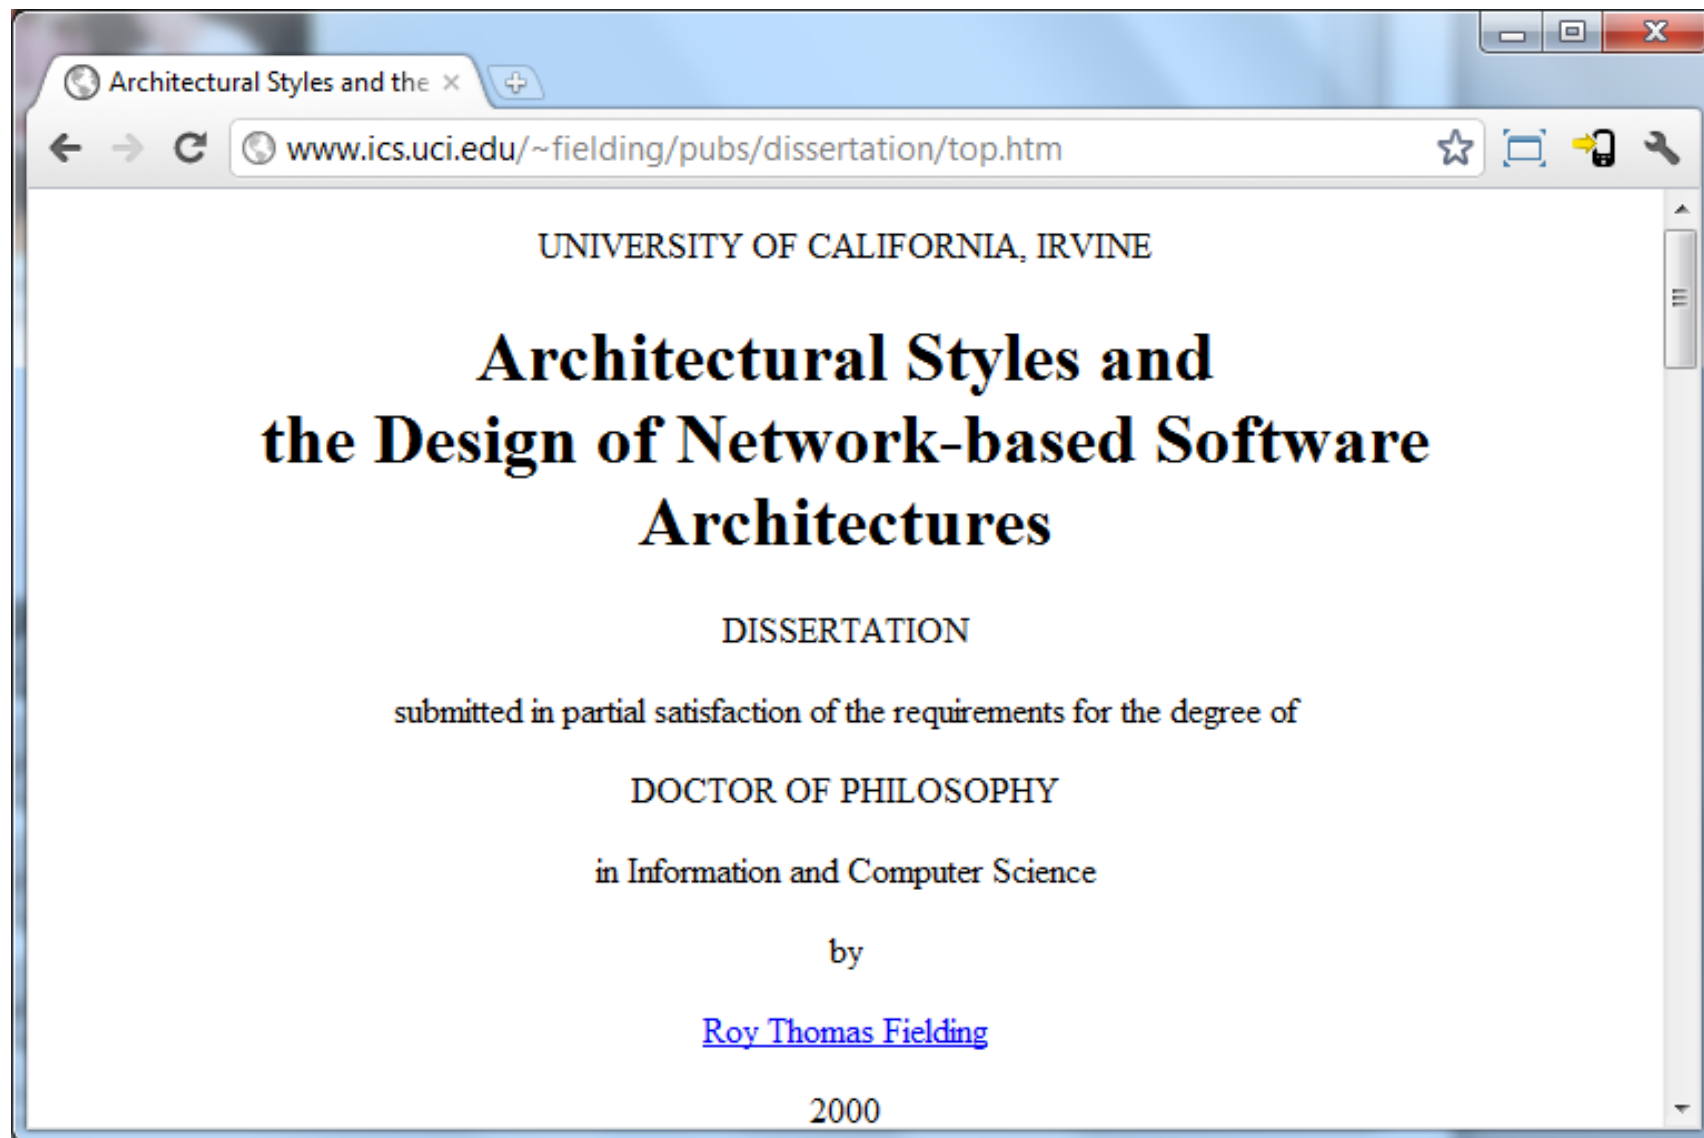 Architectural Styles and the
www.ics.uci.edu/~fielding/pubs/dissertation/top.htm
UNIVERSITY OF CALIFORNIA, IRVINE
Architectural Styles and
the Design of Network-based Software
Architectures
DISSERTATION
submitted in partial satisfaction of the requirements for the degree of
DOCTOR OF PHILOSOPHY
in Information and Computer Science
by
Roy Thomas Fielding
2000